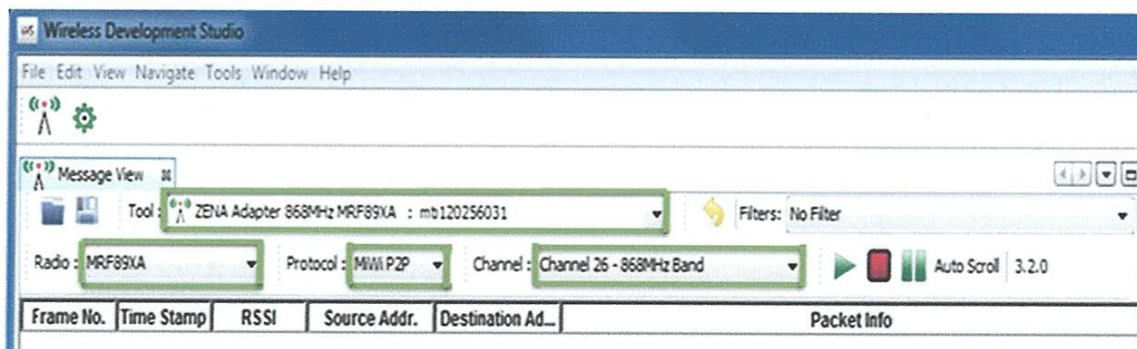 Wireless Development Studio
File Edit View Navigate Tools Window Help
Message View
Tool : ZENA Adapter 868MHz MRF89XA : mb120256031 Filters: No Filter
Radio : MRF89XA Protocol : MiWi P2P Channel : Channel 26 - 868MHz Band Auto Scroll 3.2.0
Frame No. Time Stamp RSSI Source Addr. Destination Ad... Packet Info